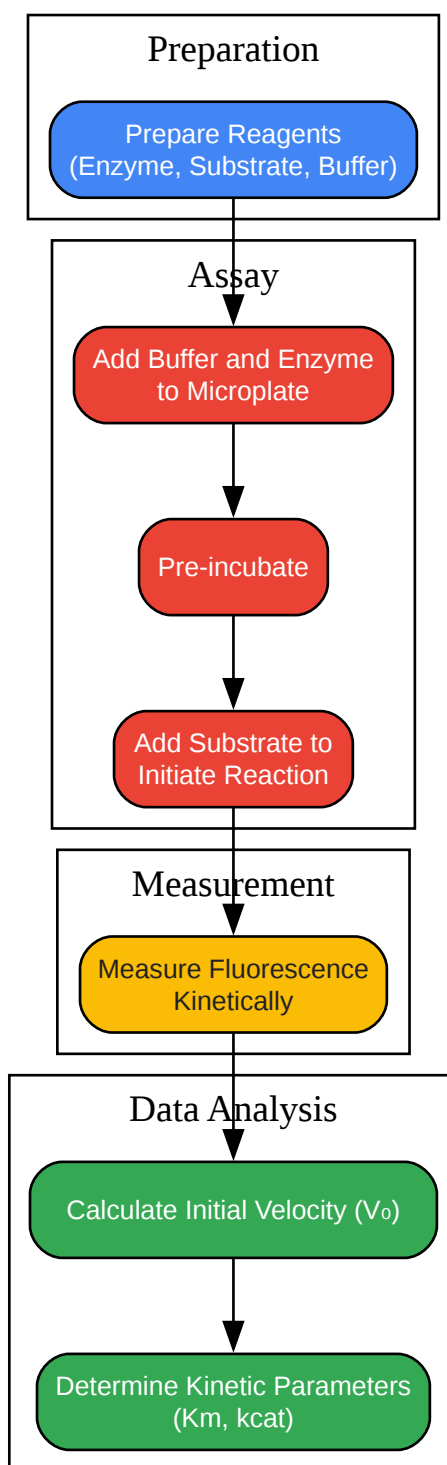 Preparation
Prepare Reagents
(Enzyme, Substrate, Buffer)
Assay
Add Buffer and Enzyme
to Microplate
Pre-incubate
Add Substrate to
Initiate Reaction
Measurement
Measure Fluorescence
Kinetically
Data Analysis
Calculate Initial Velocity (V₀)
Determine Kinetic Parameters
(Km, kcat)